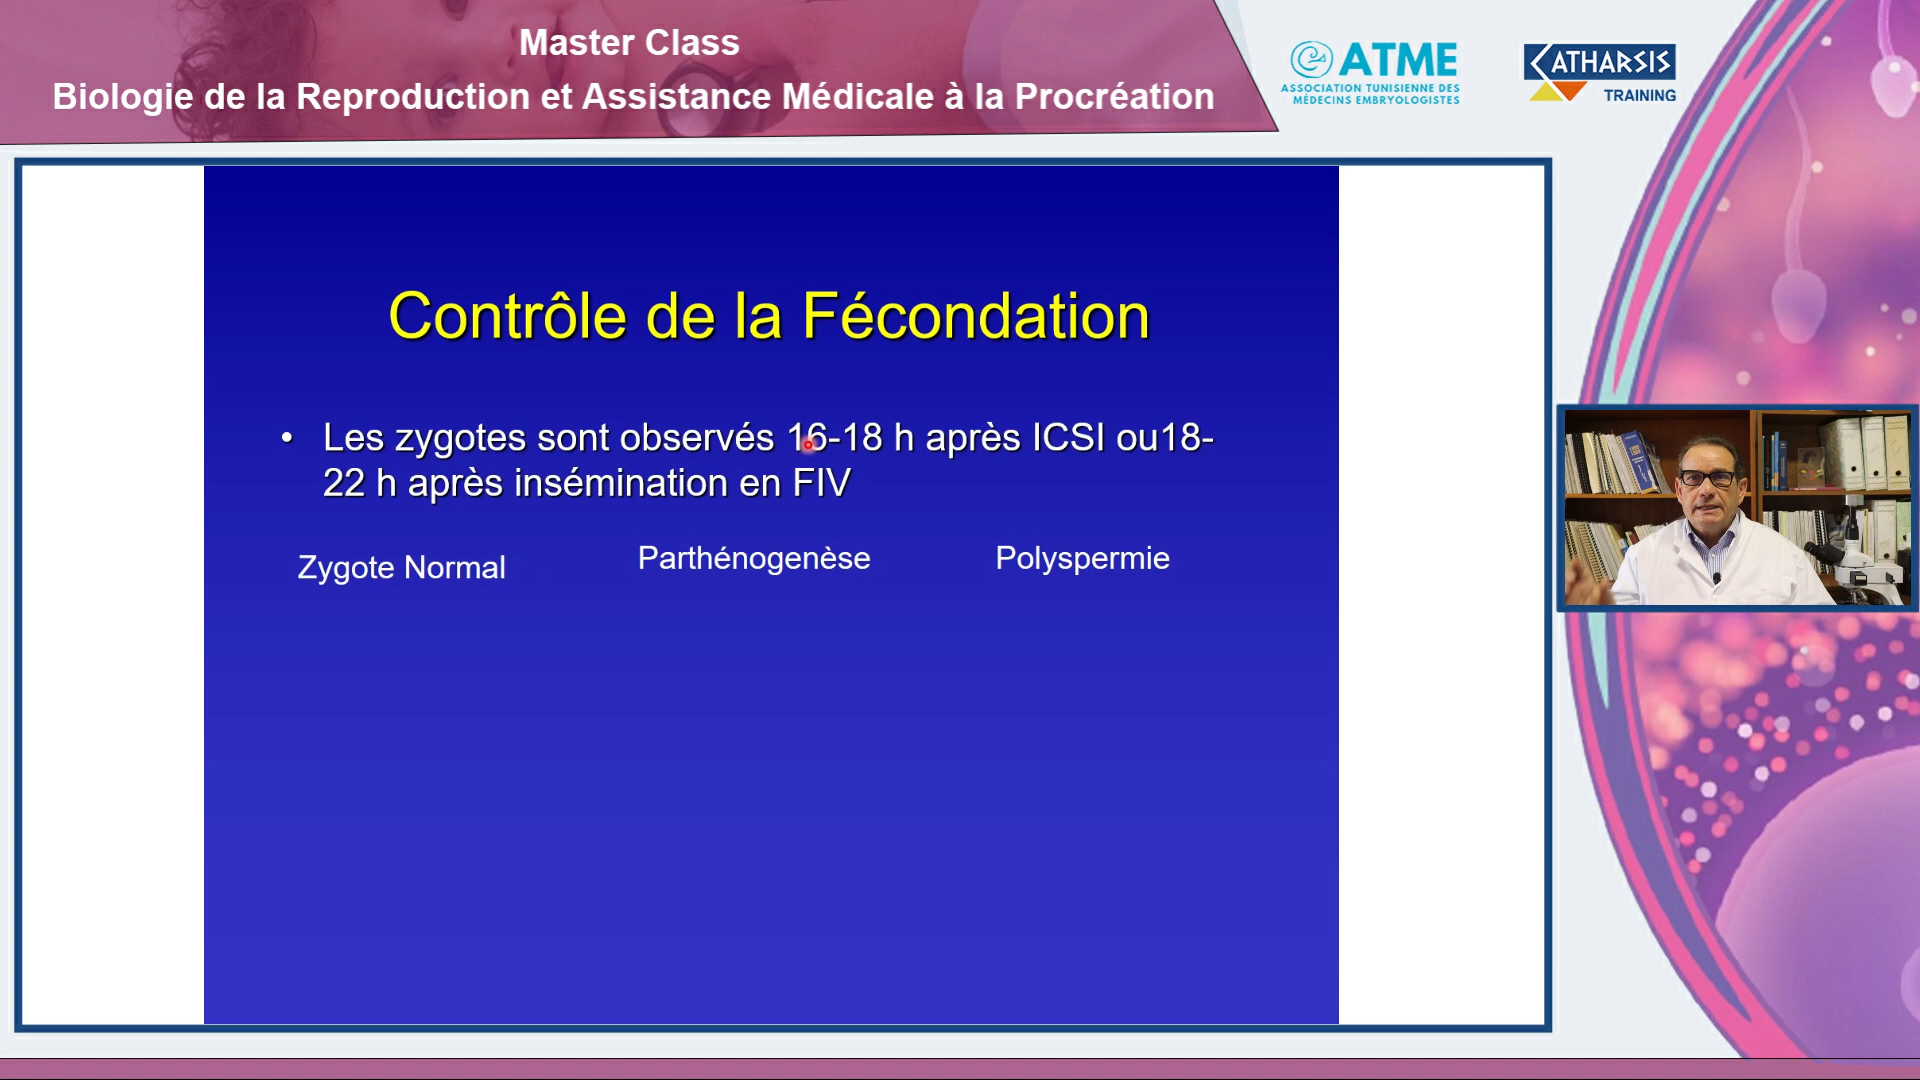 Master Class
Biologie de la Reproduction et Assistance Médicale à la Procréation
ATME
ASSOCIATION TUNISIENNE DES
MÉDECINS EMBRYOLOGISTES
KATHARSIS
TRAINING
Contrôle de la Fécondation
• Les zygotes sont observés 16-18 h après ICSI ou18-
22 h après insémination en FIV
Zygote Normal
Parthénogenèse
Polyspermie